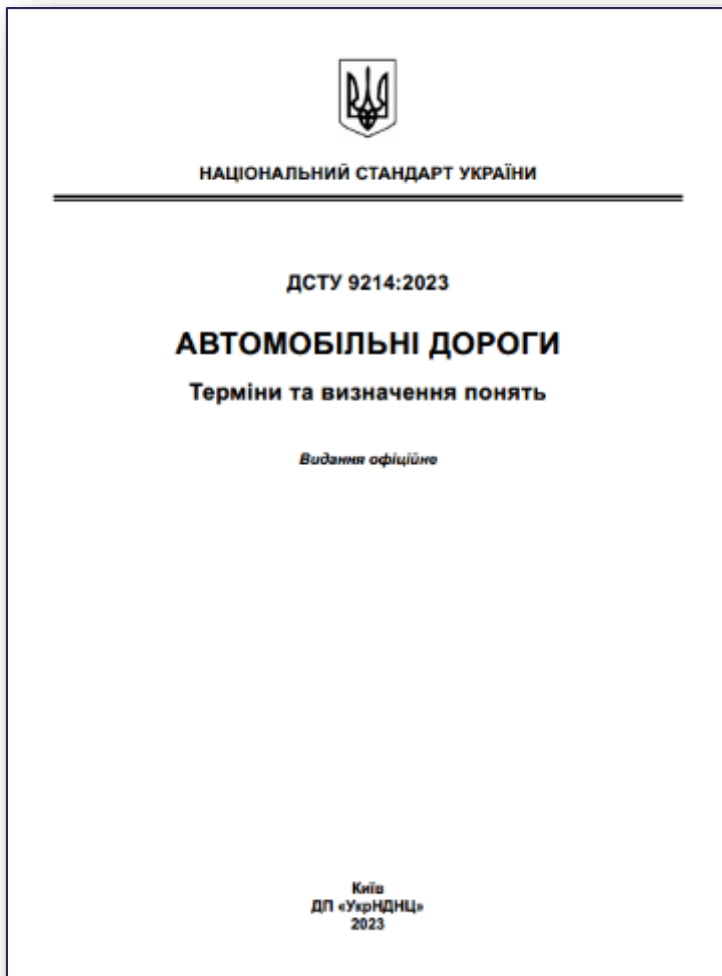 НАЦІОНАЛЬНИЙ СТАНДАРТ УКРАЇНИ
ДСТУ 9214:2023
АВТОМОБІЛЬНІ ДОРОГИ
Терміни та визначення понять
Видання офіційне
Київ
ДП «УкрНДНЦ»
2023